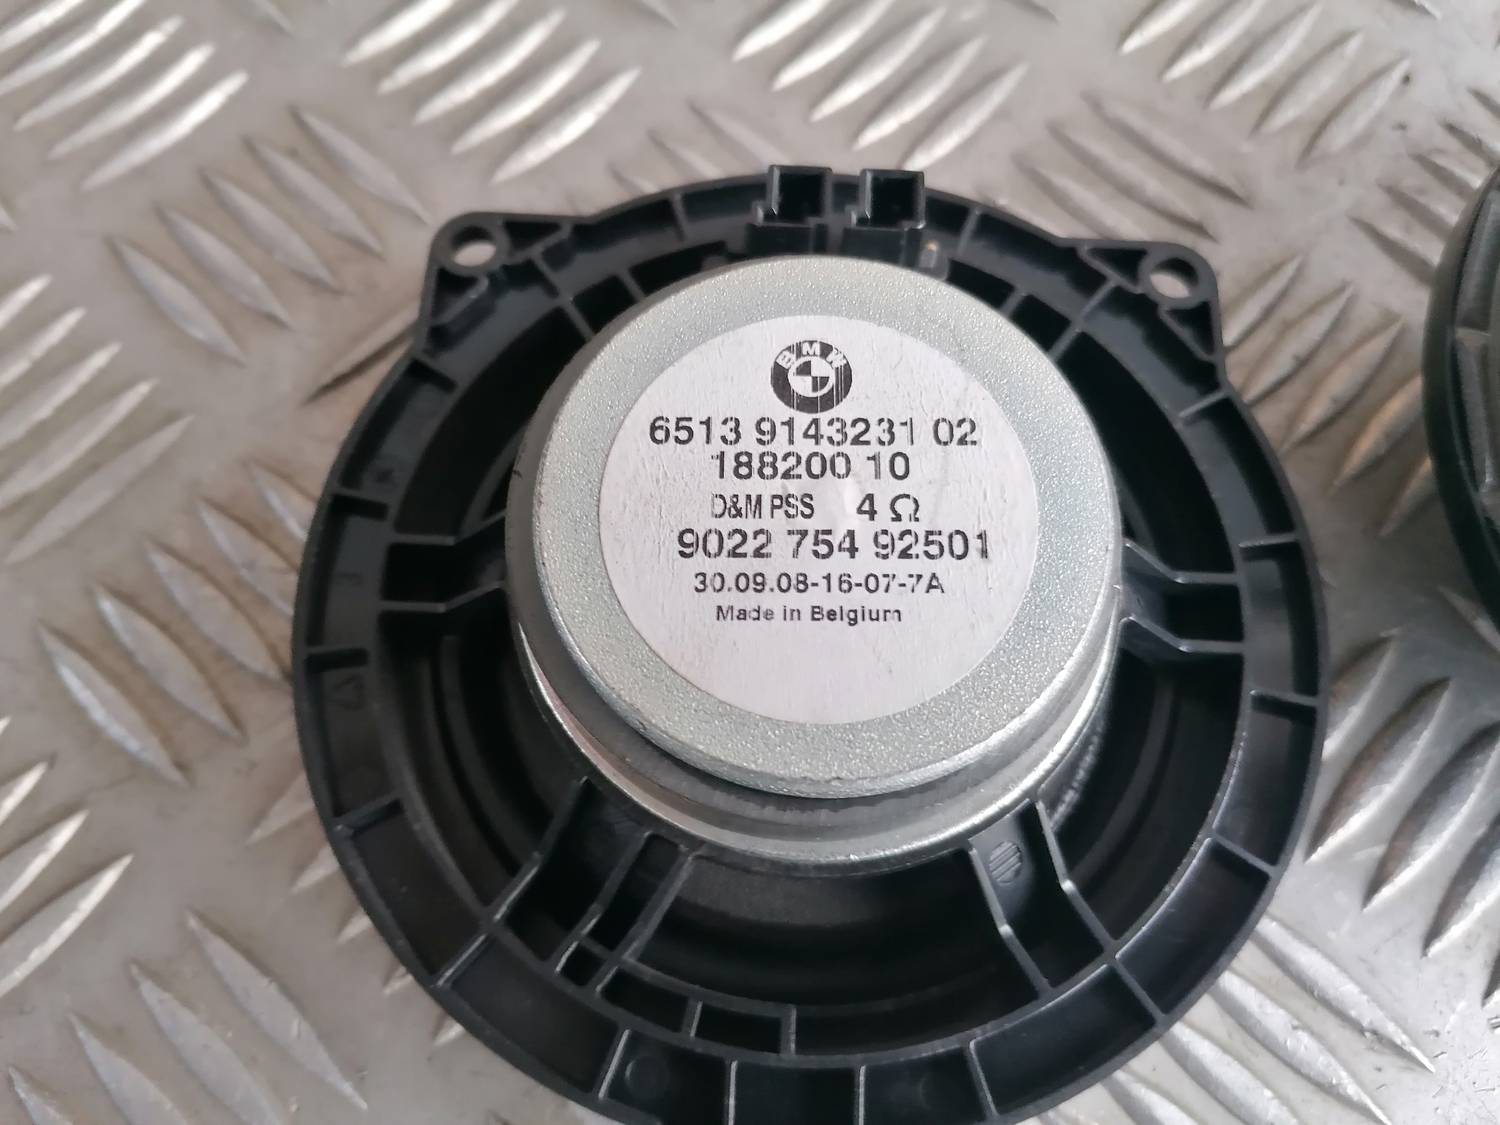 BMW
6513 9143231 02
188200 10
D&M PSS 4 Ω
9022 754 92501
30.09.08-16-07-7A
Made in Belgium